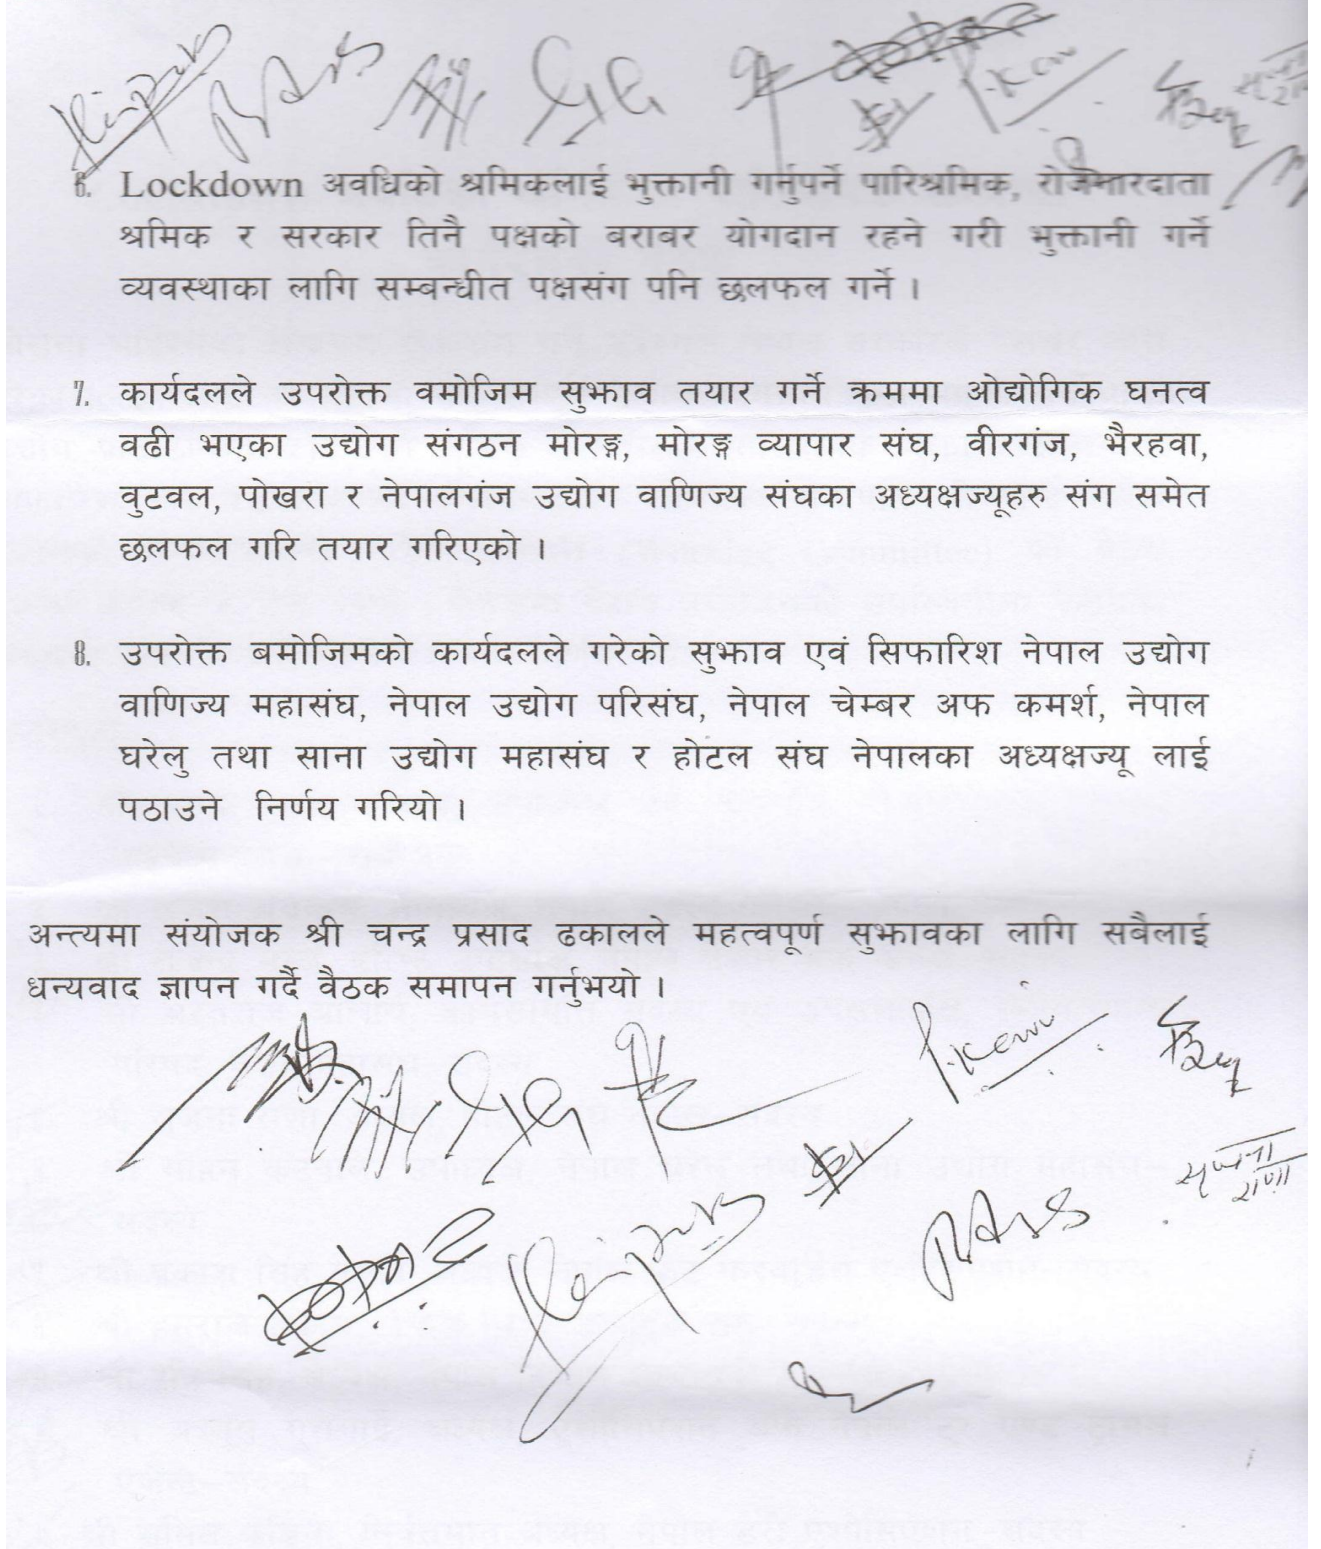 6. Lockdown अवधिको श्रमिकलाई भुक्तानी गर्नुपर्ने पारिश्रमिक, रोजगारदाता
श्रमिक र सरकार तिनै पक्षको बराबर योगदान रहने गरी भुक्तानी गर्ने
व्यवस्थाका लागि सम्बन्धीत पक्षसंग पनि छलफल गर्ने ।
7. कार्यदलले उपरोक्त वमोजिम सुझाव तयार गर्ने क्रममा ओद्योगिक घनत्व
वढी भएका उद्योग संगठन मोरङ्ग, मोरङ्ग व्यापार संघ, वीरगंज, भैरहवा,
वुटवल, पोखरा र नेपालगंज उद्योग वाणिज्य संघका अध्यक्षज्यूहरु संग समेत
छलफल गरि तयार गरिएको ।
8. उपरोक्त बमोजिमको कार्यदलले गरेको सुझाव एवं सिफारिश नेपाल उद्योग
वाणिज्य महासंघ, नेपाल उद्योग परिसंघ, नेपाल चेम्बर अफ कमर्श, नेपाल
घरेलु तथा साना उद्योग महासंघ र होटल संघ नेपालका अध्यक्षज्यू लाई
पठाउने निर्णय गरियो ।
अन्त्यमा संयोजक श्री चन्द्र प्रसाद ढकालले महत्वपूर्ण सुझावका लागि सबैलाई
धन्यवाद ज्ञापन गर्दै वैठक समापन गर्नुभयो ।
सृजना
राणा